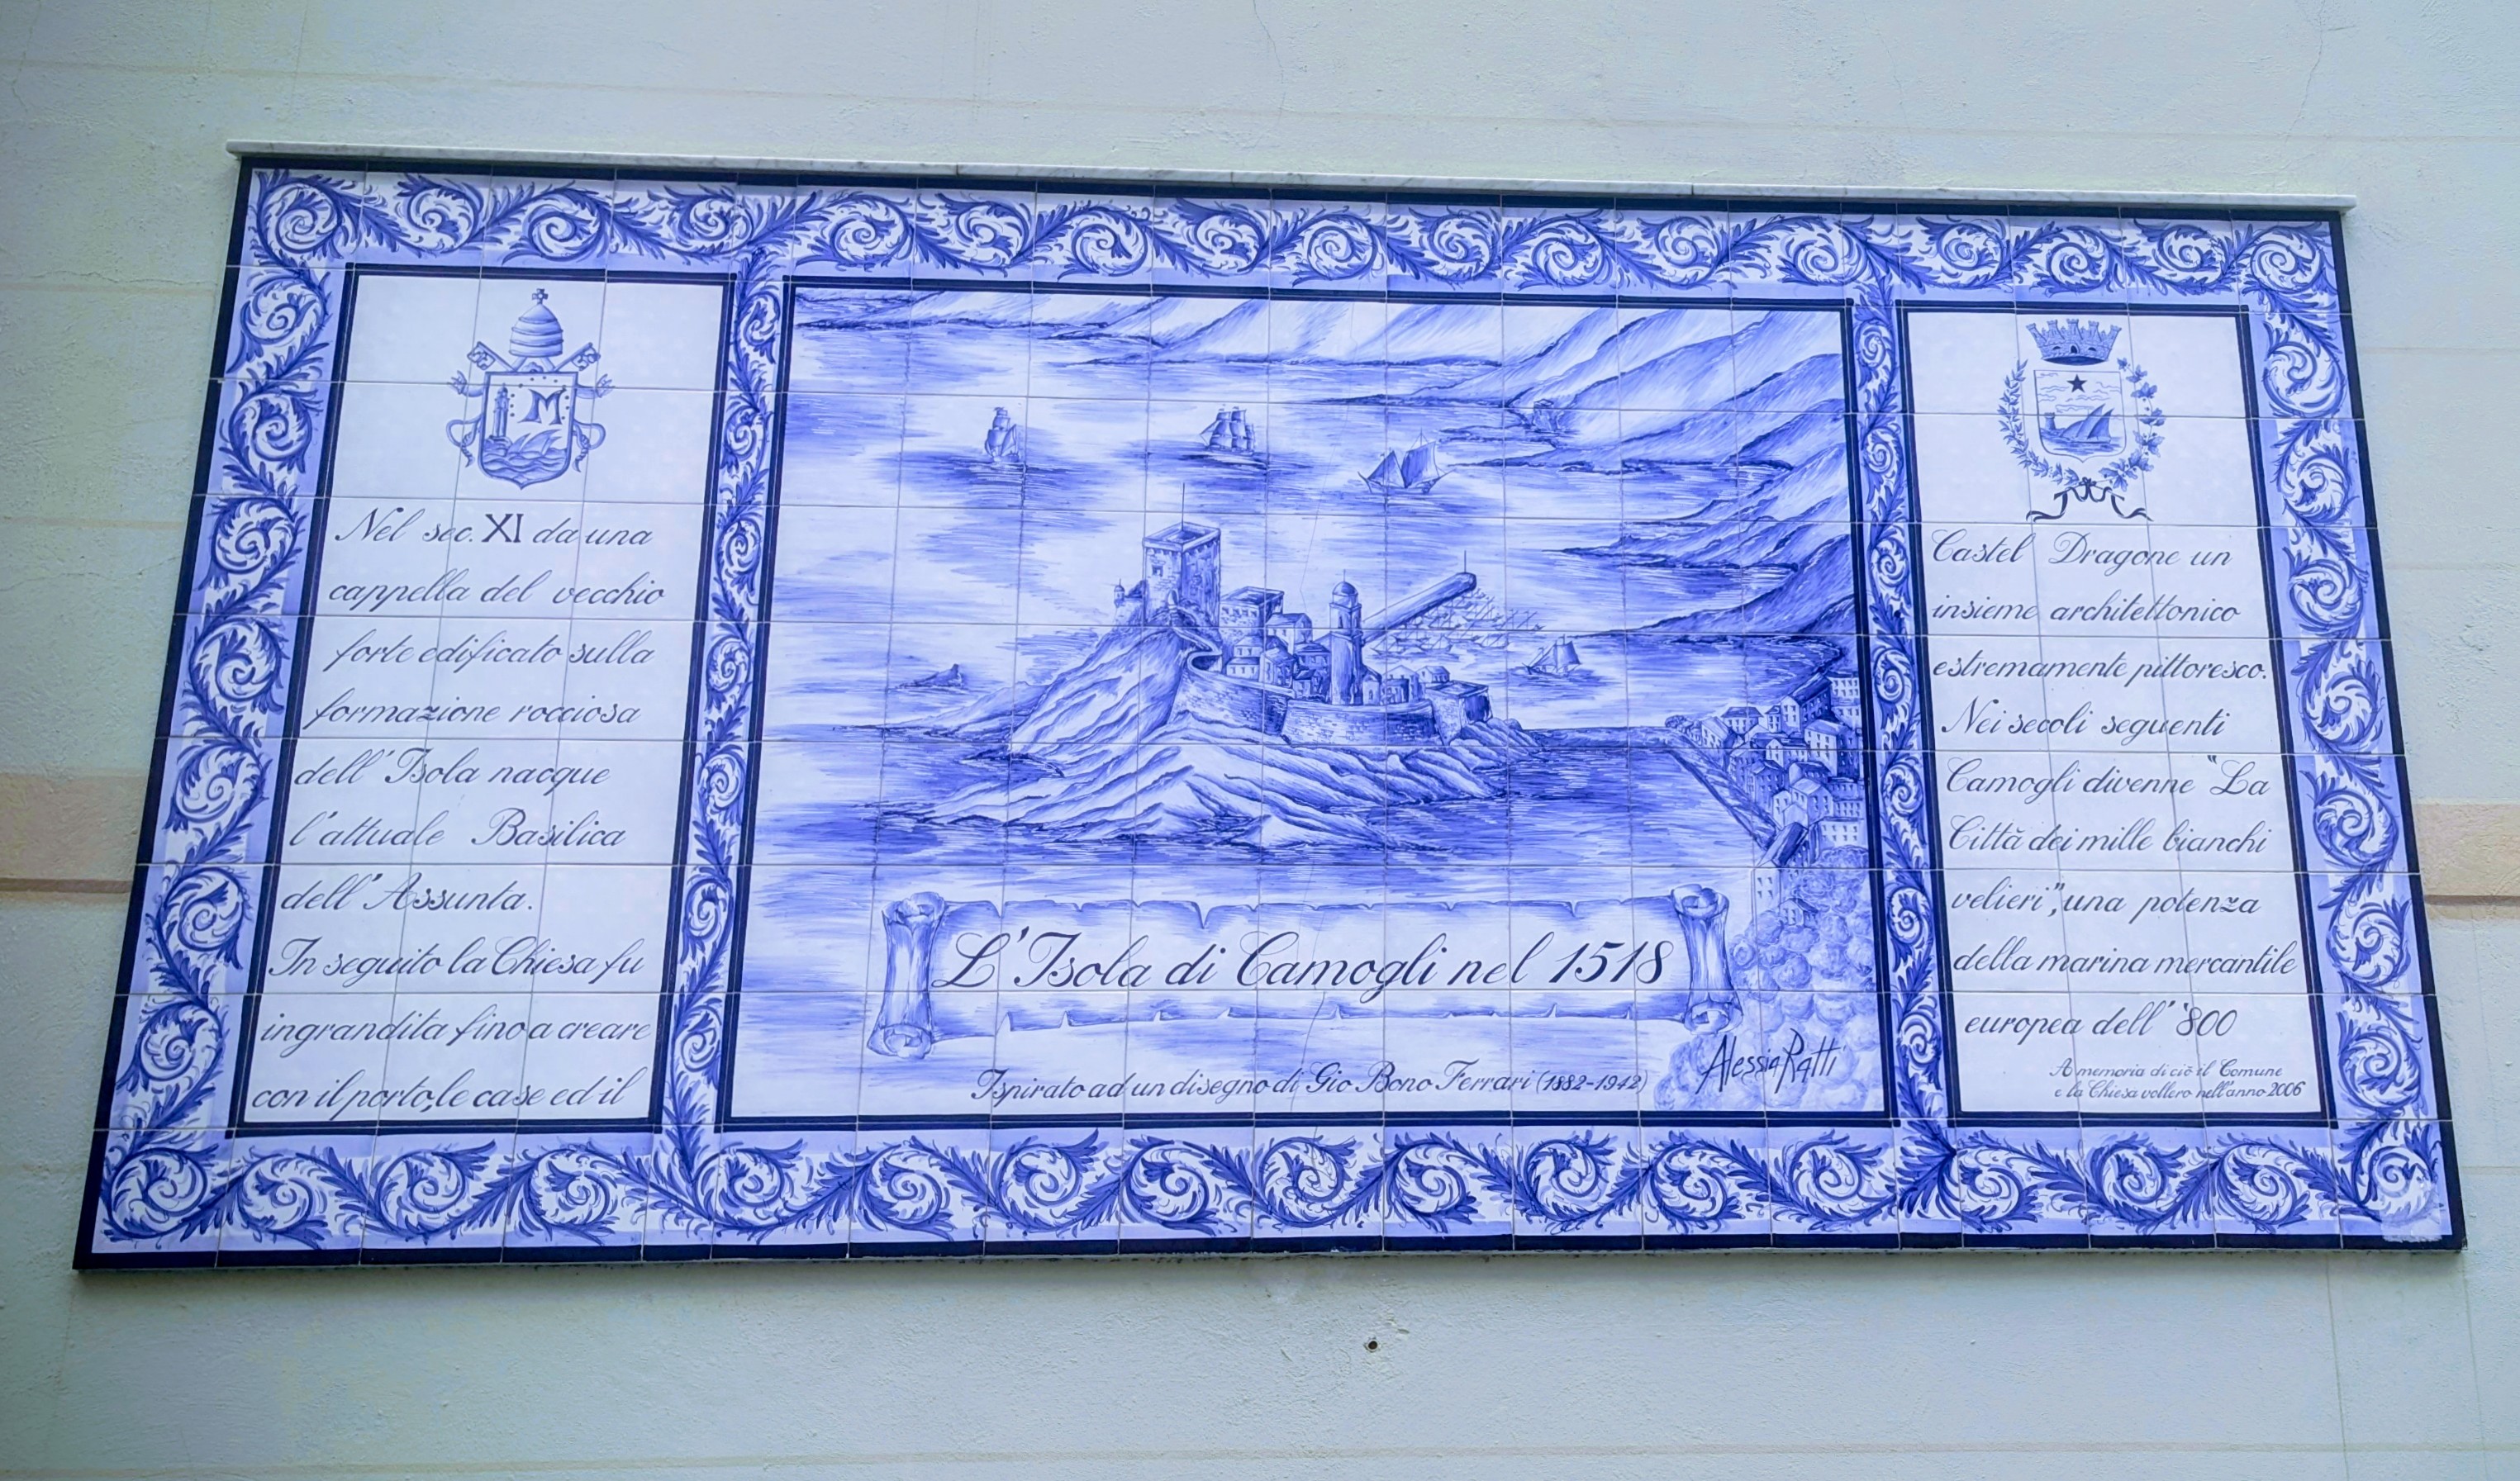 M
Nel sec. XI da una
cappella del vecchio
forte edificato sulla
formazione rocciosa
dell'Isola nacque
l'attuale Basilica
dell'Assunta.
In seguito la Chiesa fu
ingrandita fino a creare
con il porto, le case ed il
L'Isola di Camogli nel 1518
Ispirato ad un disegno di Gio Bono Ferrari (1882-1942)
Alessia Ratti
Castel Dragone un
insieme architettonico
estremamente pittoresco.
Nei secoli seguenti
Camogli divenne "La
Città dei mille bianchi
velieri", una potenza
della marina mercantile
europea dell' '800
A memoria di ciò il Comune
e la Chiesa vollero nell'anno 2006